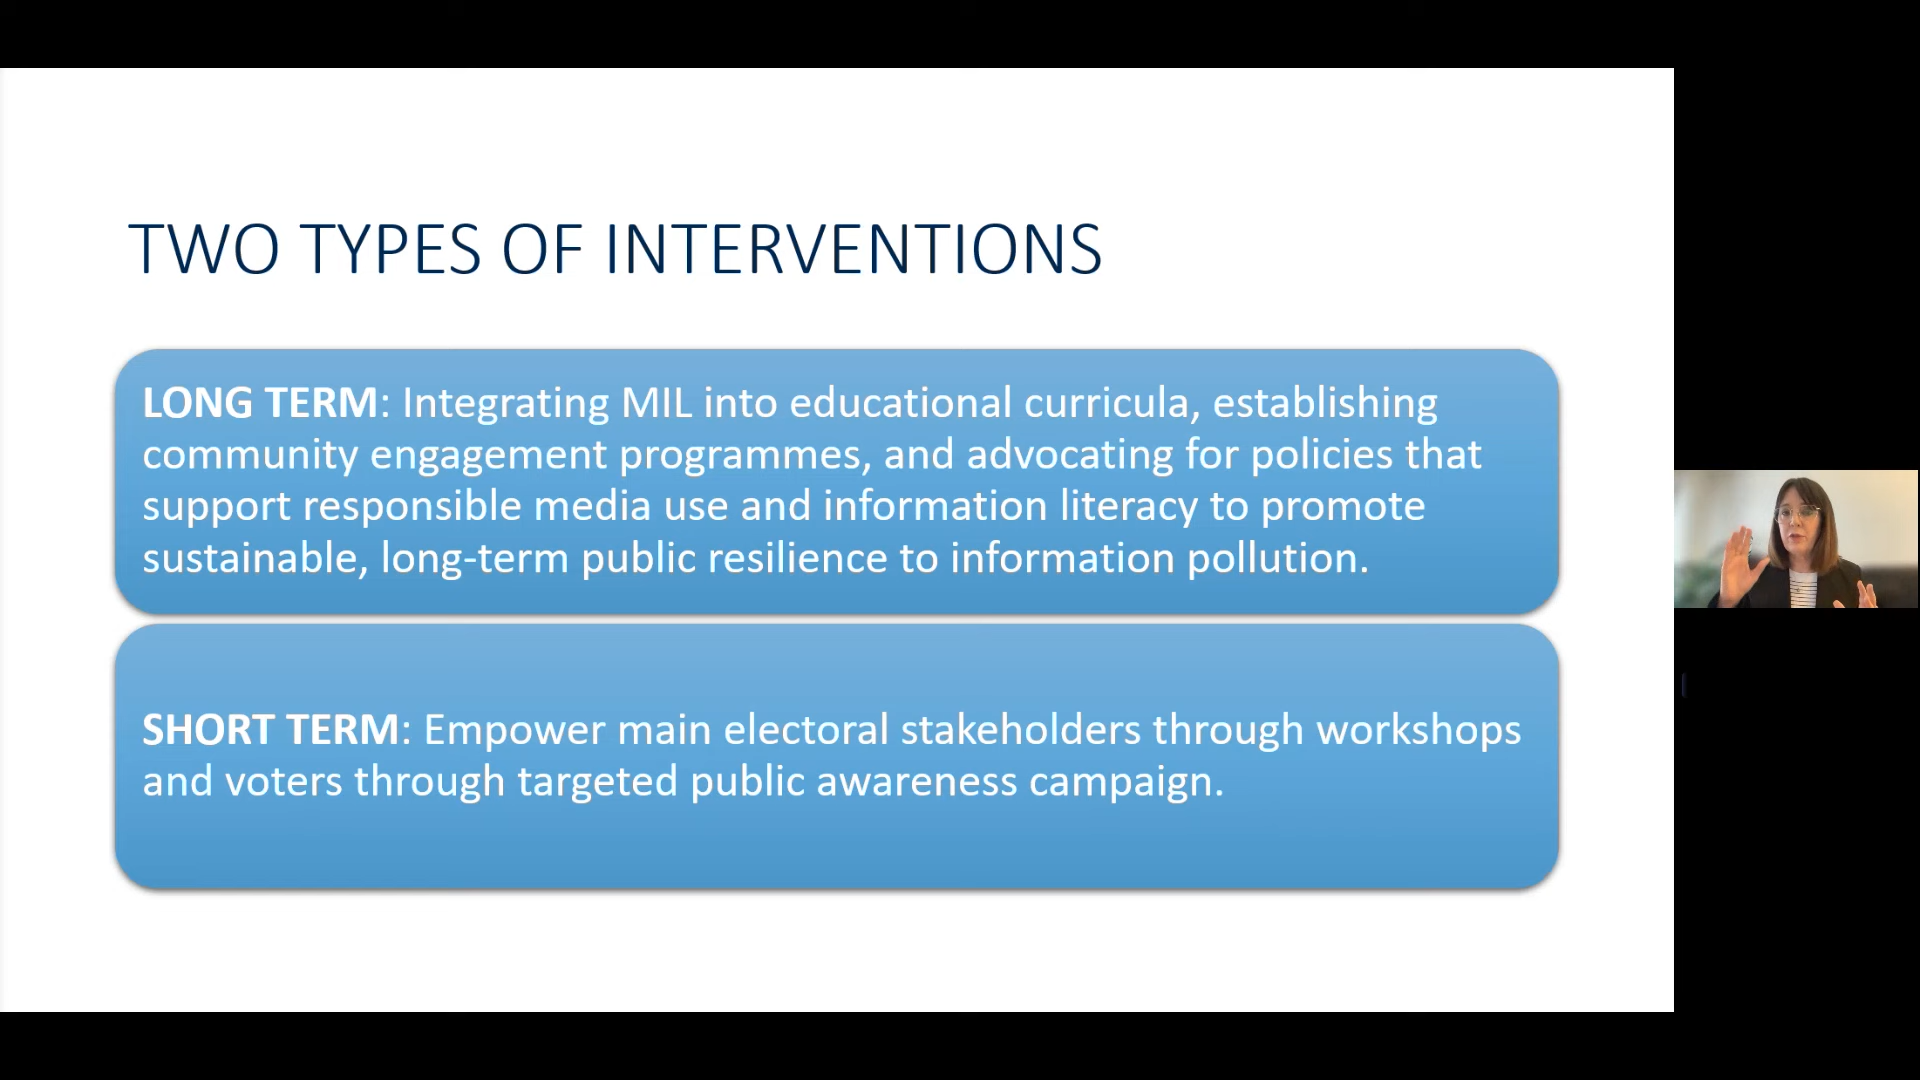 TWO TYPES OF INTERVENTIONS
LONG TERM: Integrating MIL into educational curricula, establishing
community engagement programmes, and advocating for policies that
support responsible media use and information literacy to promote
sustainable, long-term public resilience to information pollution.
SHORT TERM: Empower main electoral stakeholders through workshops
and voters through targeted public awareness campaign.